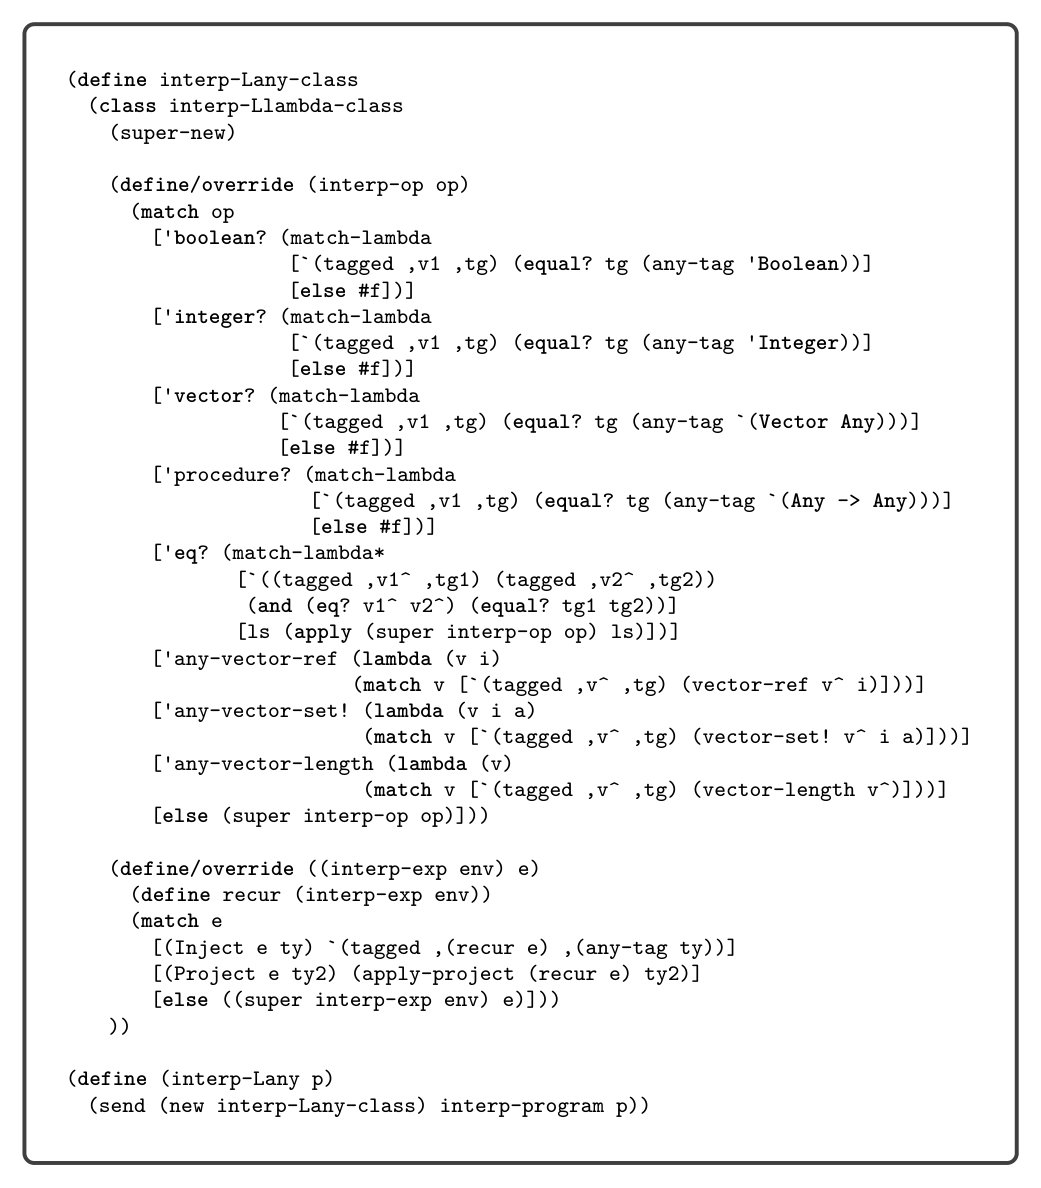 (define interp-Lany-class
  (class interp-Llambda-class
    (super-new)

    (define/override (interp-op op)
      (match op
        ['boolean? (match-lambda
                     [`(tagged ,v1 ,tg) (equal? tg (any-tag 'Boolean))]
                     [else #f])]
        ['integer? (match-lambda
                     [`(tagged ,v1 ,tg) (equal? tg (any-tag 'Integer))]
                     [else #f])]
        ['vector? (match-lambda
                    [`(tagged ,v1 ,tg) (equal? tg (any-tag `(Vector Any)))]
                    [else #f])]
        ['procedure? (match-lambda
                       [`(tagged ,v1 ,tg) (equal? tg (any-tag `(Any -> Any)))]
                       [else #f])]
        ['eq? (match-lambda*
                [`((tagged ,v1^ ,tg1) (tagged ,v2^ ,tg2))
                 (and (eq? v1^ v2^) (equal? tg1 tg2))]
                [ls (apply (super interp-op op) ls)])]
        ['any-vector-ref (lambda (v i)
                           (match v [`(tagged ,v^ ,tg) (vector-ref v^ i)]))]
        ['any-vector-set! (lambda (v i a)
                            (match v [`(tagged ,v^ ,tg) (vector-set! v^ i a)]))]
        ['any-vector-length (lambda (v)
                            (match v [`(tagged ,v^ ,tg) (vector-length v^)]))]
        [else (super interp-op op)]))

    (define/override ((interp-exp env) e)
      (define recur (interp-exp env))
      (match e
        [(Inject e ty) `(tagged ,(recur e) ,(any-tag ty))]
        [(Project e ty2) (apply-project (recur e) ty2)]
        [else ((super interp-exp env) e)]))
    ))

(define (interp-Lany p)
  (send (new interp-Lany-class) interp-program p))